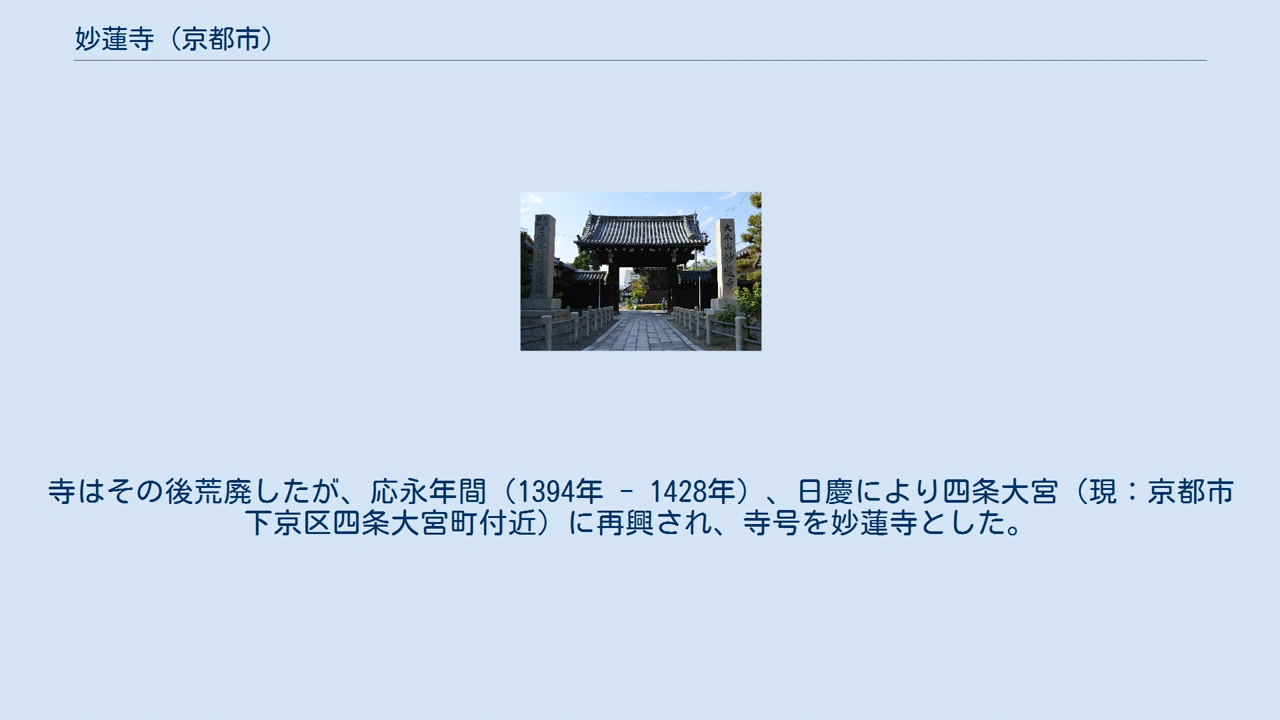 妙蓮寺（京都市）
寺はその後荒廃したが、応永年間（1394年 - 1428年）、日慶により四条大宮（現：京都市
下京区四条大宮町付近）に再興され、寺号を妙蓮寺とした。